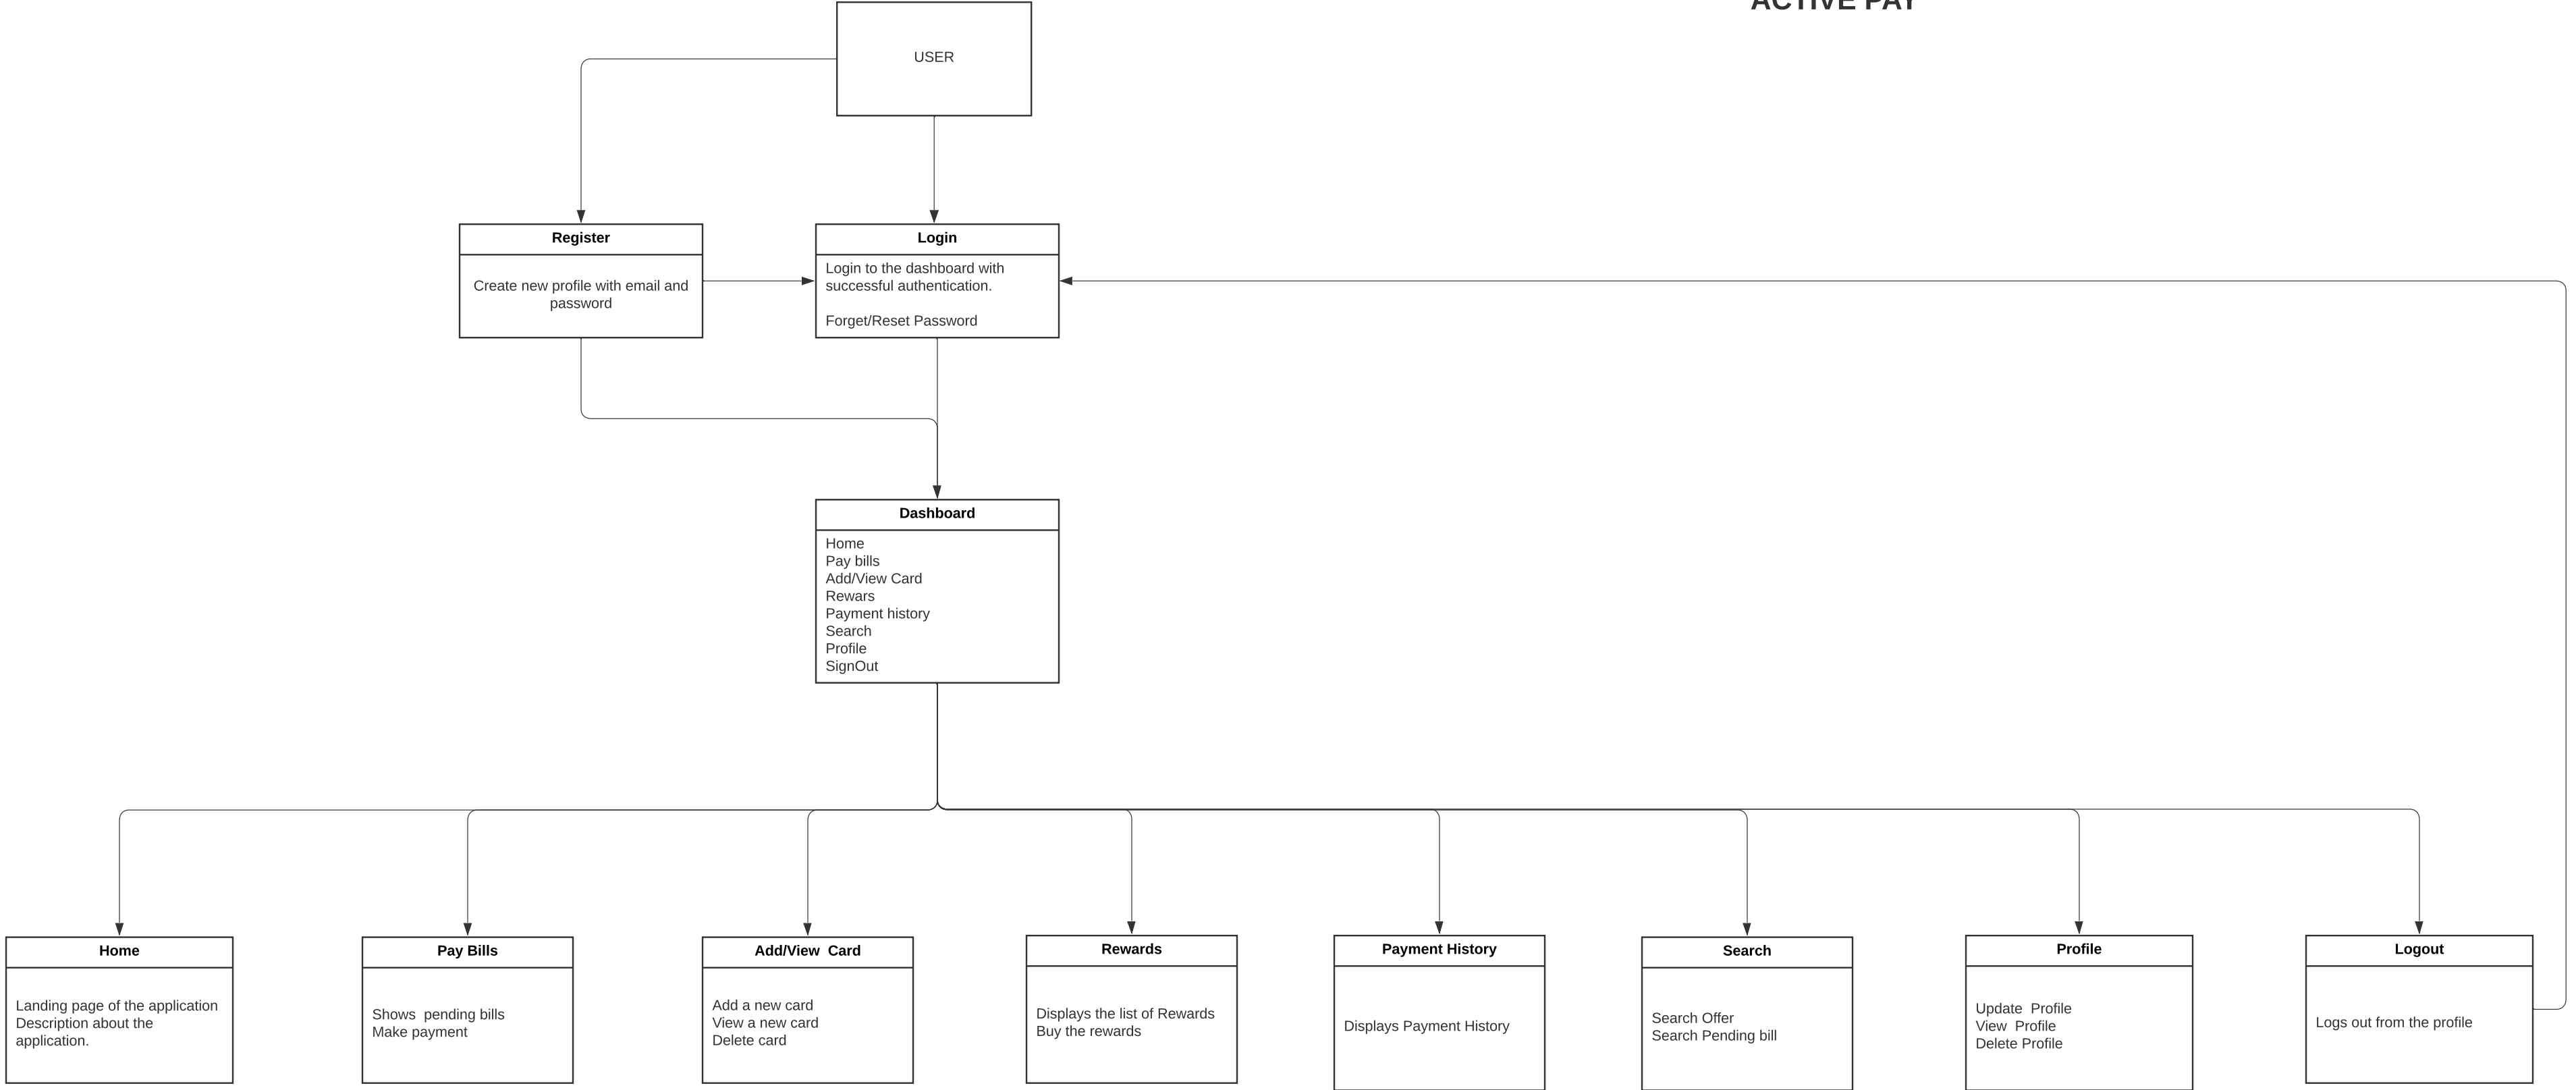 ACTIVE PAY
USER
Register
Create new profile with email and
password
Login
Login to the dashboard with
successful authentication.
Forget/Reset Password
Dashboard
Home
Pay bills
Add/View Card
Rewars
Payment history
Search
Profile
SignOut
Home
Landing page of the application
Description about the
application.
Pay Bills
Shows  pending bills
Make payment
Add/View  Card
Add a new card
View a new card
Delete card
Rewards
Displays the list of Rewards
Buy the rewards
Payment History
Displays Payment History
Search
Search Offer
Search Pending bill
Profile
Update  Profile
View  Profile
Delete Profile
Logout
Logs out from the profile